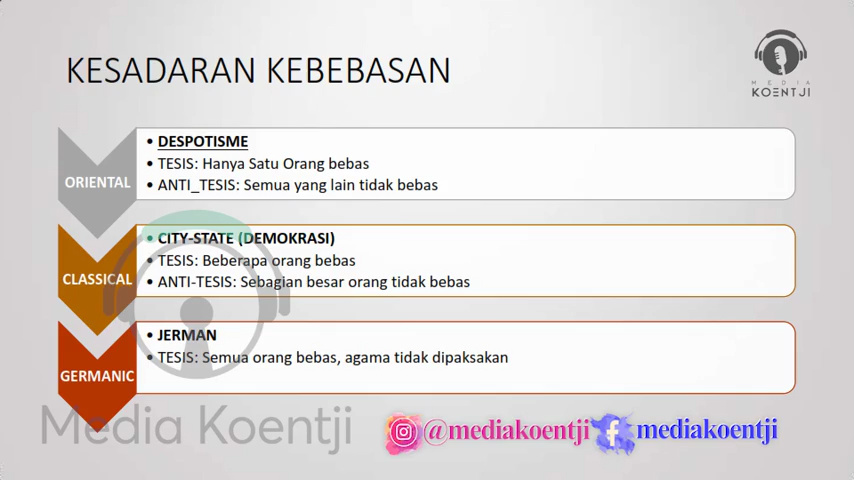 KESADARAN KEBEBASAN
MEDIA
KOENTJI
ORIENTAL
• DESPOTISME
• TESIS: Hanya Satu Orang bebas
• ANTI_TESIS: Semua yang lain tidak bebas
CLASSICAL
• CITY-STATE (DEMOKRASI)
• TESIS: Beberapa orang bebas
• ANTI-TESIS: Sebagian besar orang tidak bebas
GERMANIC
• JERMAN
• TESIS: Semua orang bebas, agama tidak dipaksakan
Media Koentji
@mediakoentji
mediakoentji